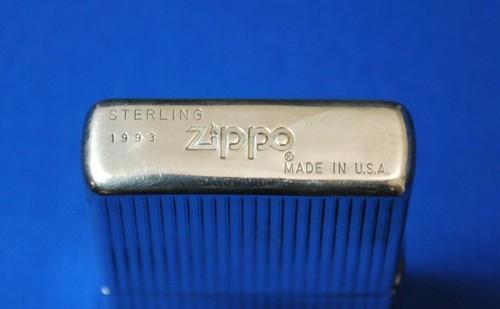 STERLING
1993 Zippo®
MADE IN U.S.A.